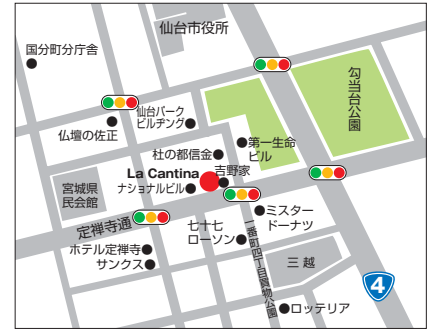 仙台市役所
国分町分庁舎
勾当台公園
仙台パーク
ビルヂング
仏壇の佐正
第一生命
ビル
杜の都信金
La Cantina
吉野家
ナショナルビル
宮城県
民会館
定禅寺通
ミスター
ドーナツ
七十七
ローソン
一番町四丁目買物公園
ホテル定禅寺
サンクス
三越
4
ロッテリア